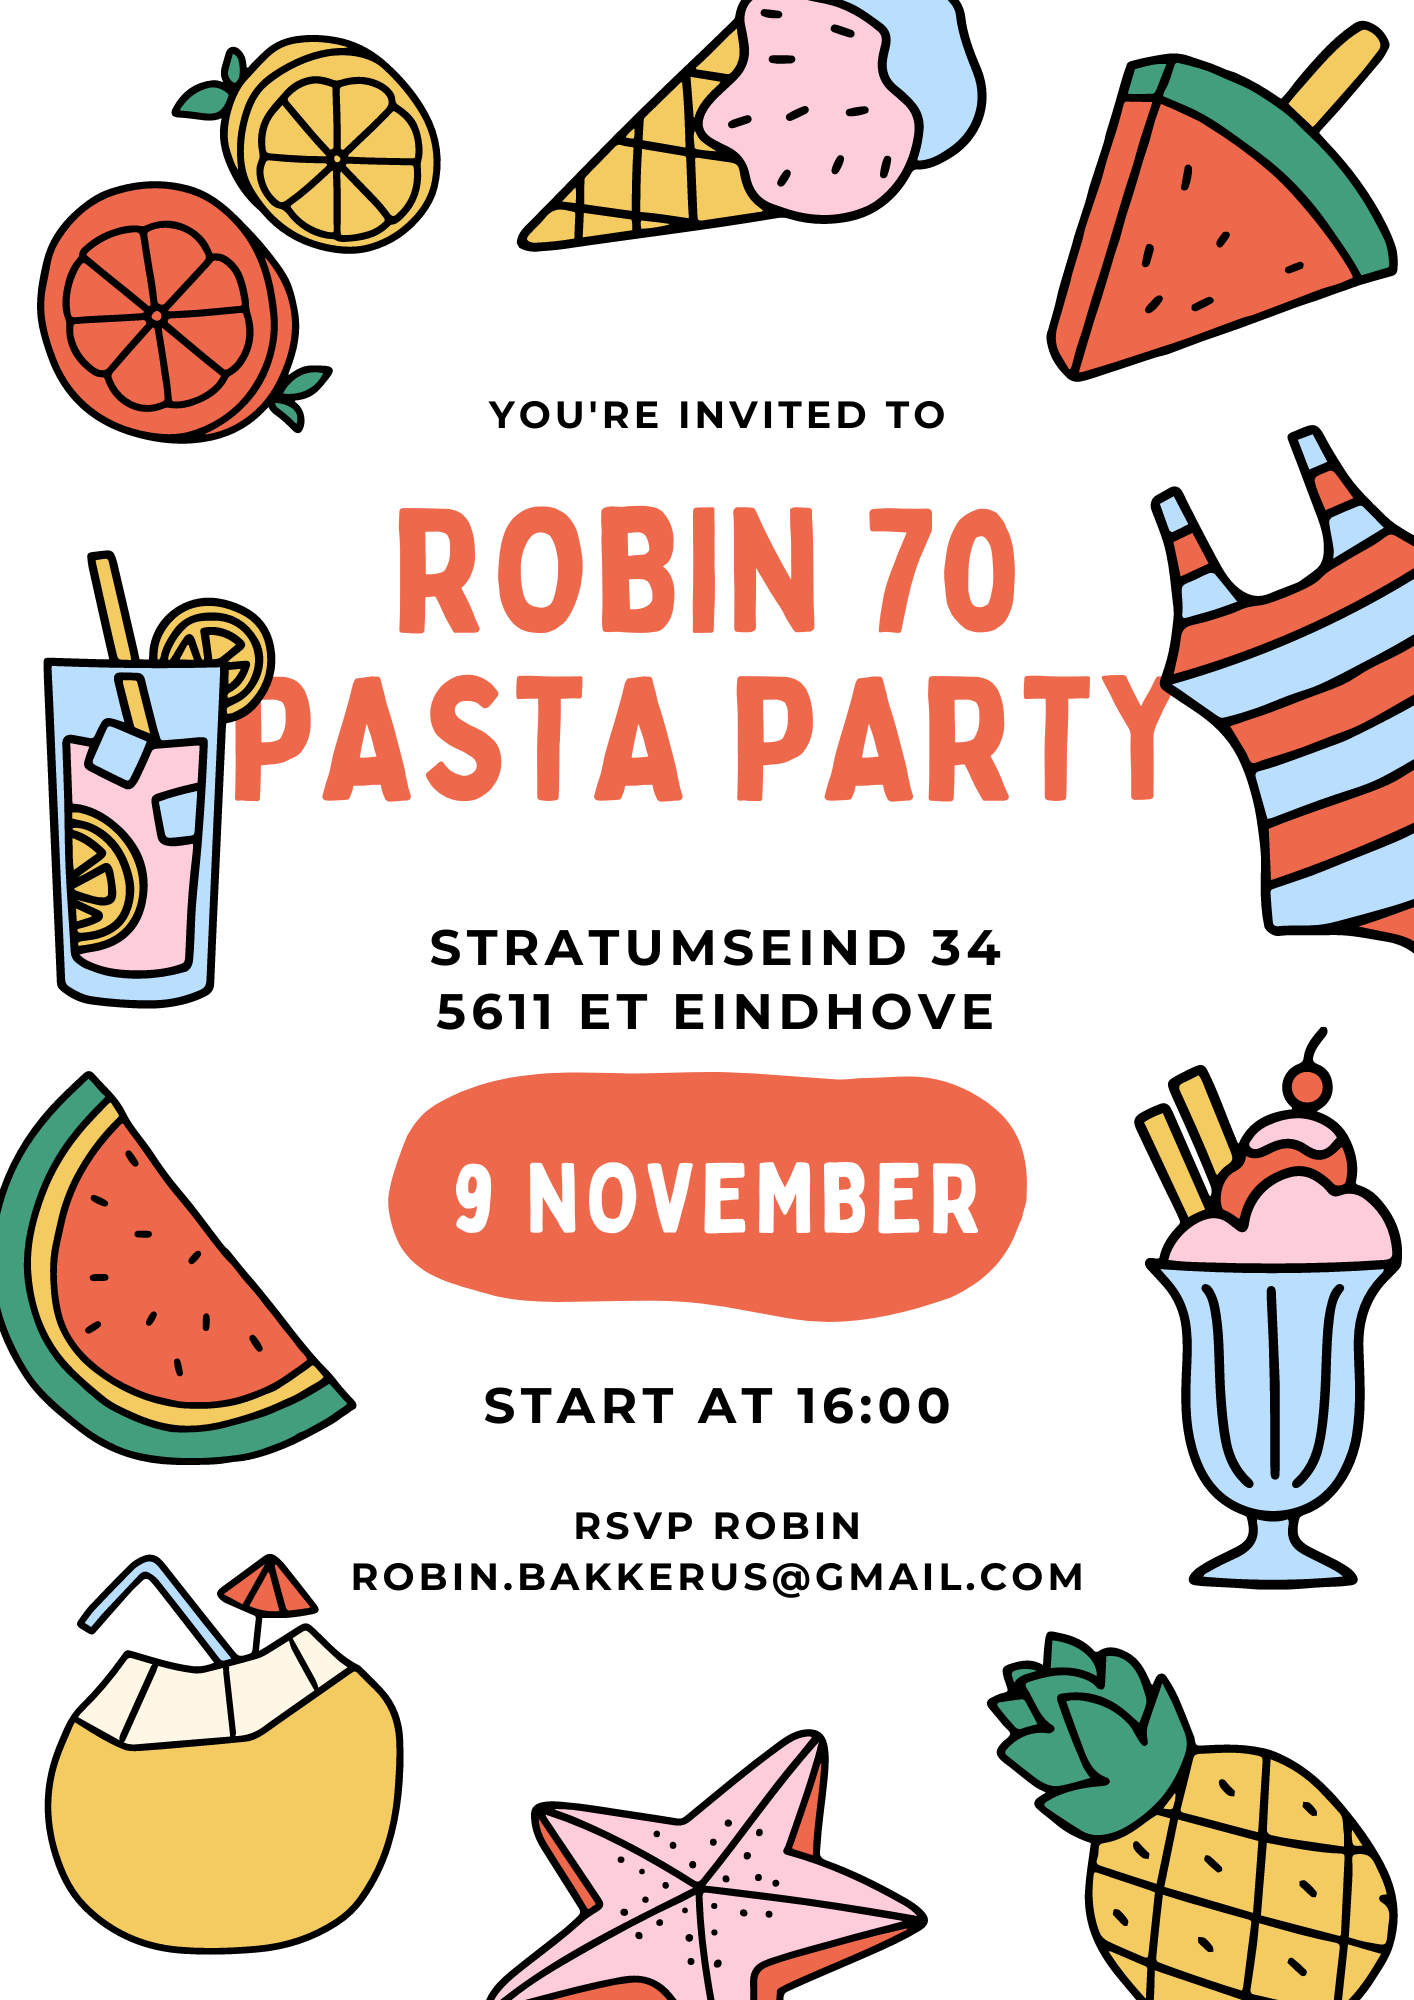 YOU'RE INVITED TO
ROBIN 70
PASTA PARTY
STRATUMSEIND 34
5611 ET EINDHOVE
9 NOVEMBER
START AT 16:00
RSVP ROBIN
ROBIN.BAKKERUS@GMAIL.COM